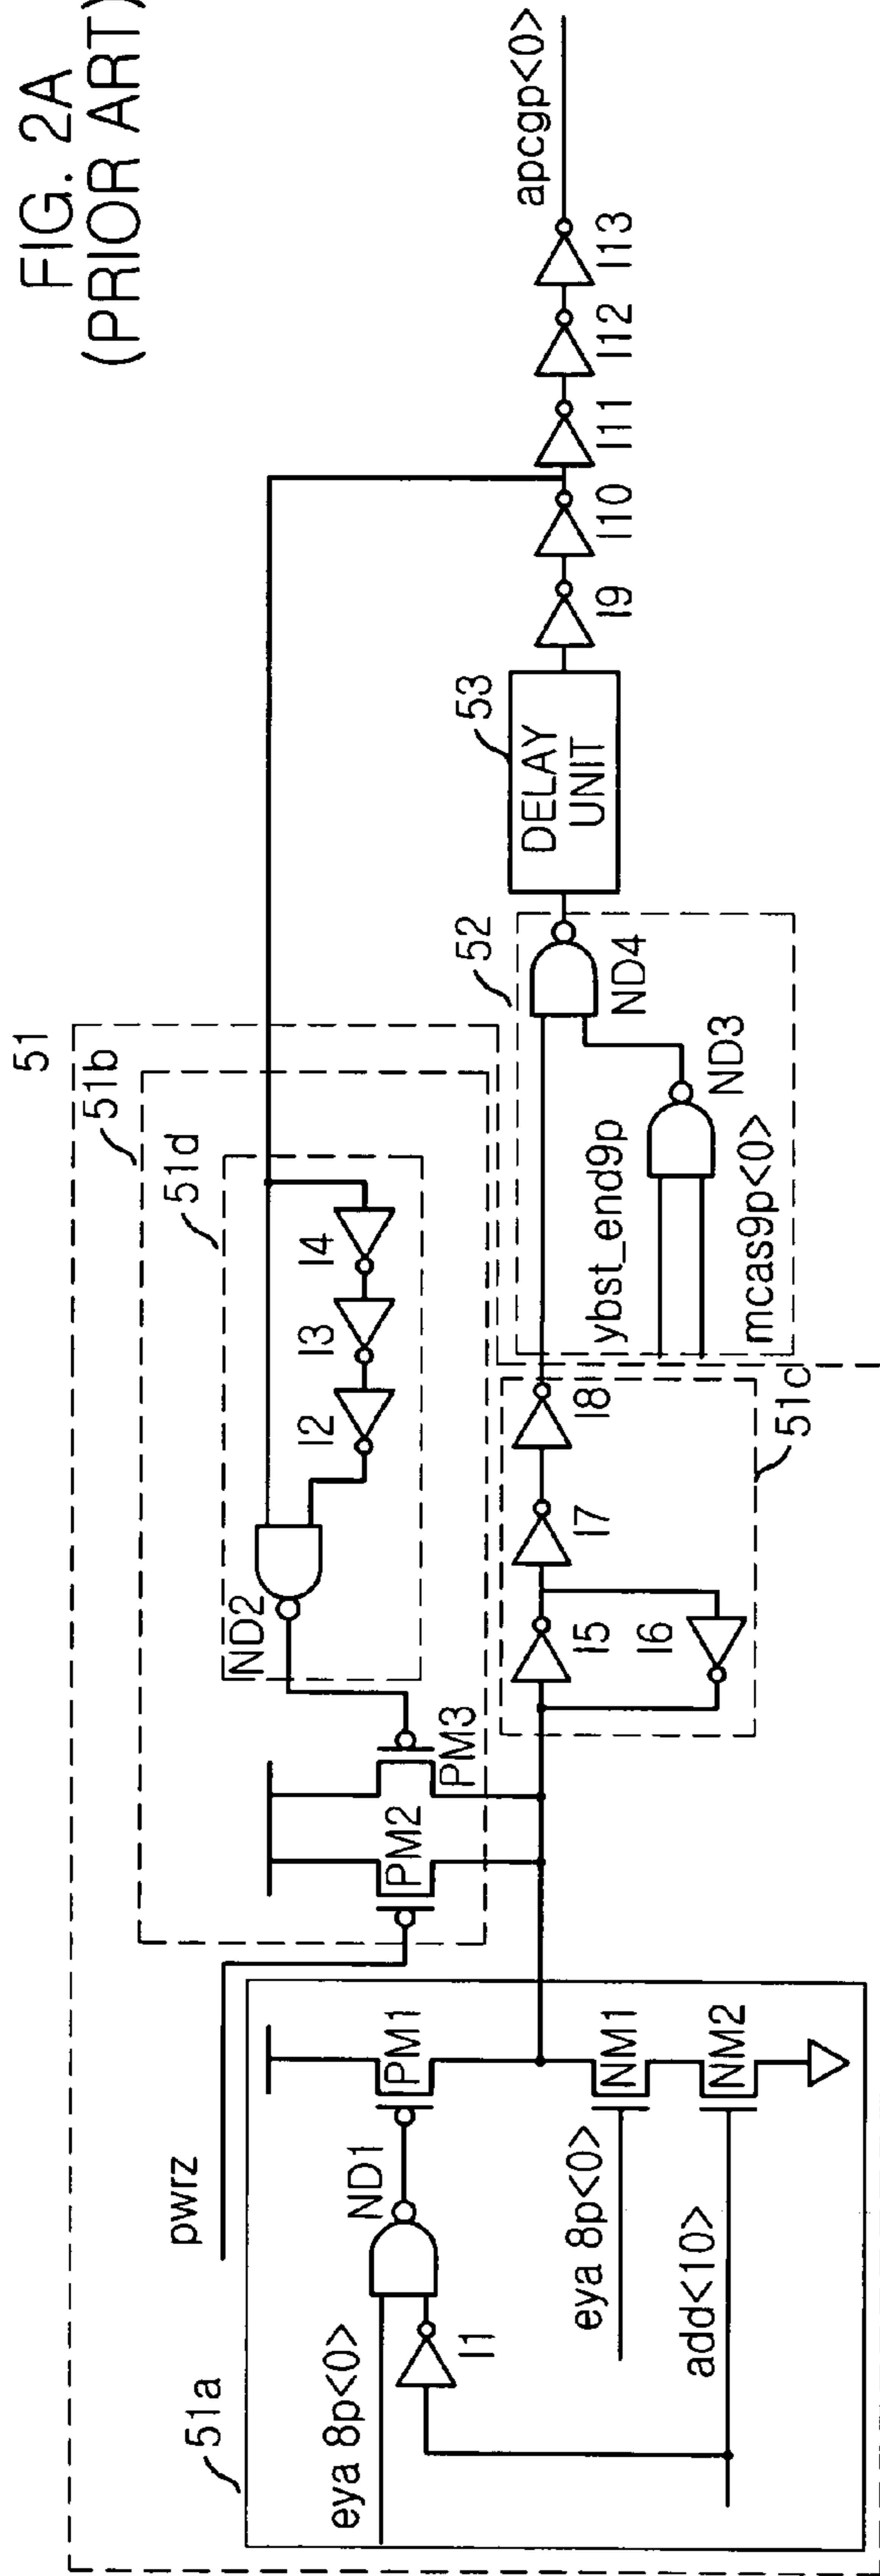 FIG. 2A
(PRIOR ART)
51
51b
51d
51a
pwrz
eya 8p<0>
ND1
I1
PM1
eya 8p<0>
NM1
add<10>
NM2
PM2
PM3
ND2
I2
I3
I4
I5
I6
I7
I8
51c
52
ybst_end9p
mcas9p<0>
ND3
ND4
53
DELAY
UNIT
I9
I10
I11
I12
I13
apcgp<0>